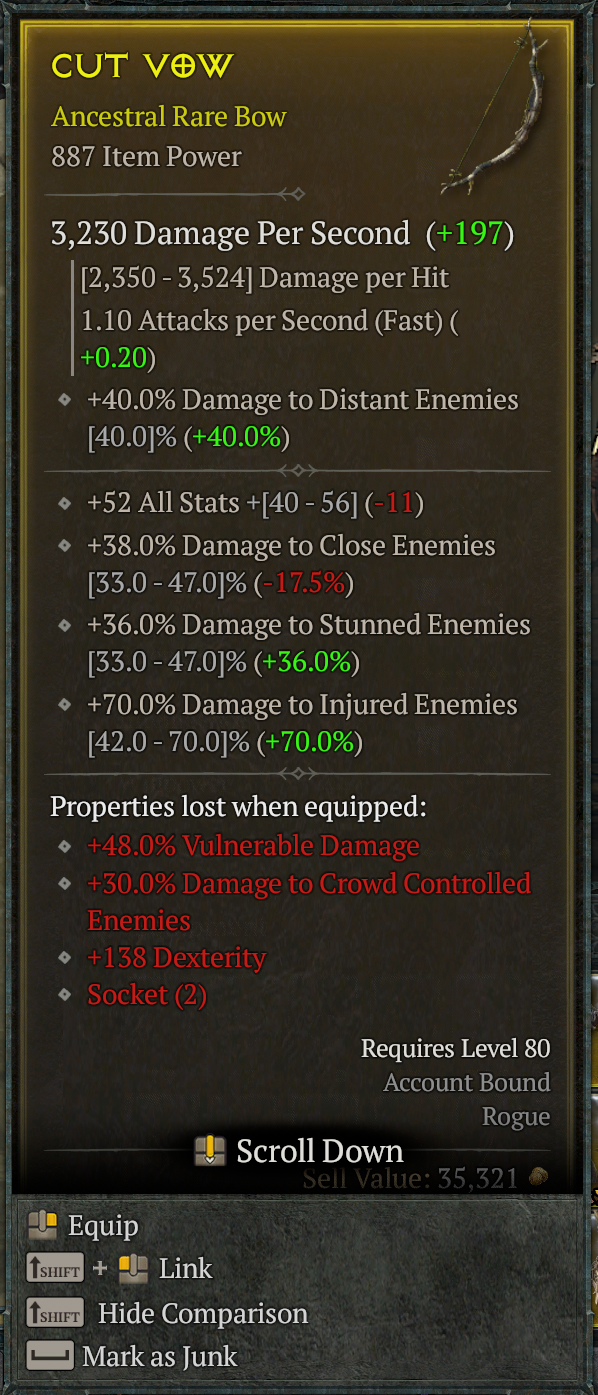 CUT VOW
Ancestral Rare Bow
887 Item Power
3,230 Damage Per Second (+197)
[2,350 - 3,524] Damage per Hit
1.10 Attacks per Second (Fast) (
+0.20)
+40.0% Damage to Distant Enemies
[40.0]% (+40.0%)
+52 All Stats +[40 - 56] (-11)
+38.0% Damage to Close Enemies
[33.0 - 47.0]% (-17.5%)
+36.0% Damage to Stunned Enemies
[33.0 - 47.0]% (+36.0%)
+70.0% Damage to Injured Enemies
[42.0 - 70.0]% (+70.0%)
Properties lost when equipped:
+48.0% Vulnerable Damage
+30.0% Damage to Crowd Controlled
Enemies
+138 Dexterity
Socket (2)
Requires Level 80
Account Bound
Rogue
Scroll Down
Sell Value: 35,321
Equip
SHIFT + Link
SHIFT Hide Comparison
Mark as Junk